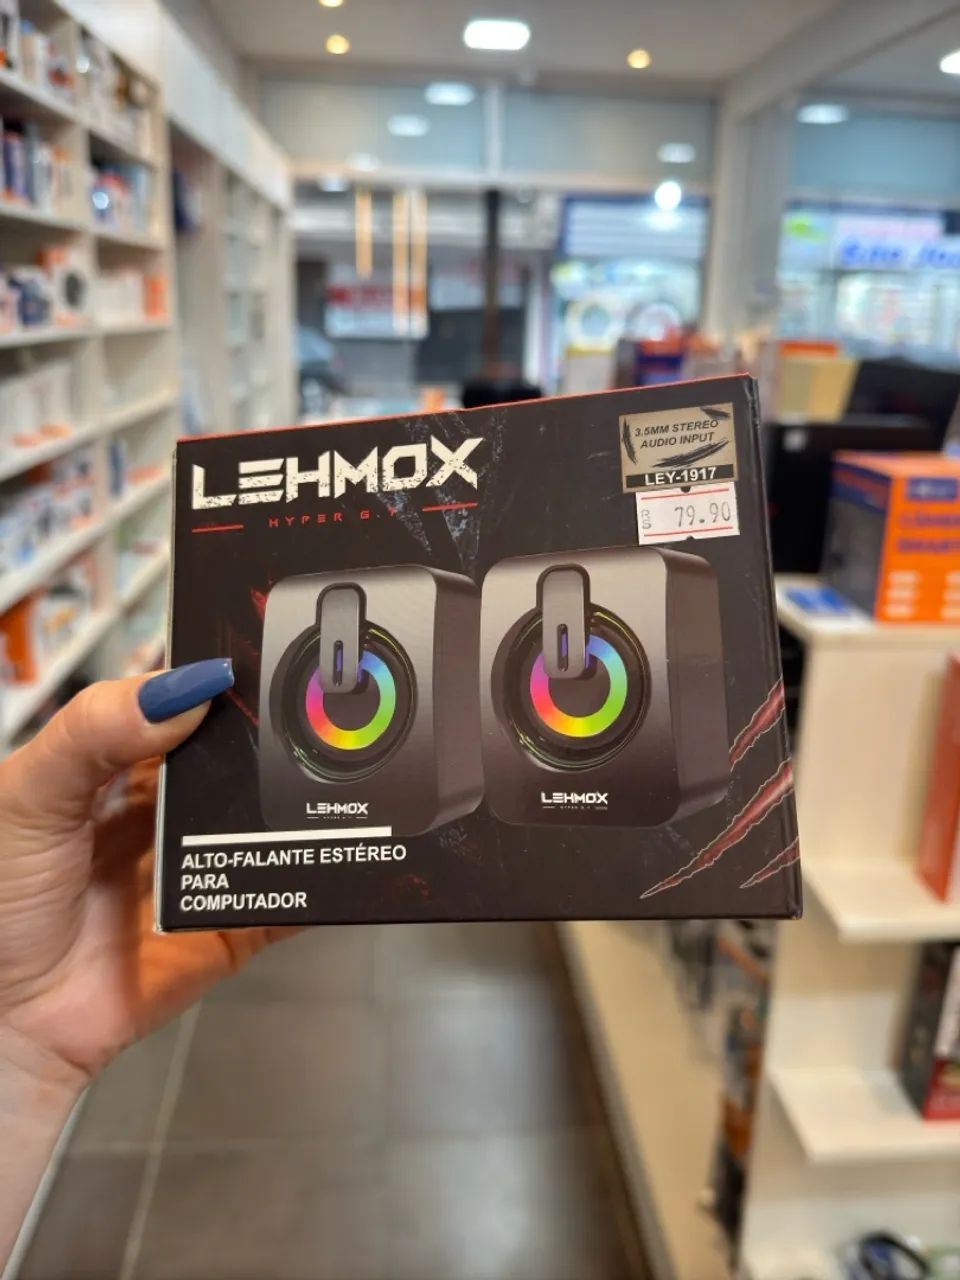 LEHMOX
HYPER G.Y
3.5MM STEREO
AUDIO INPUT
LEY-1917
R$ 79.90
LEHMOX
LEHMOX
ALTO-FALANTE ESTÉREO
PARA
COMPUTADOR